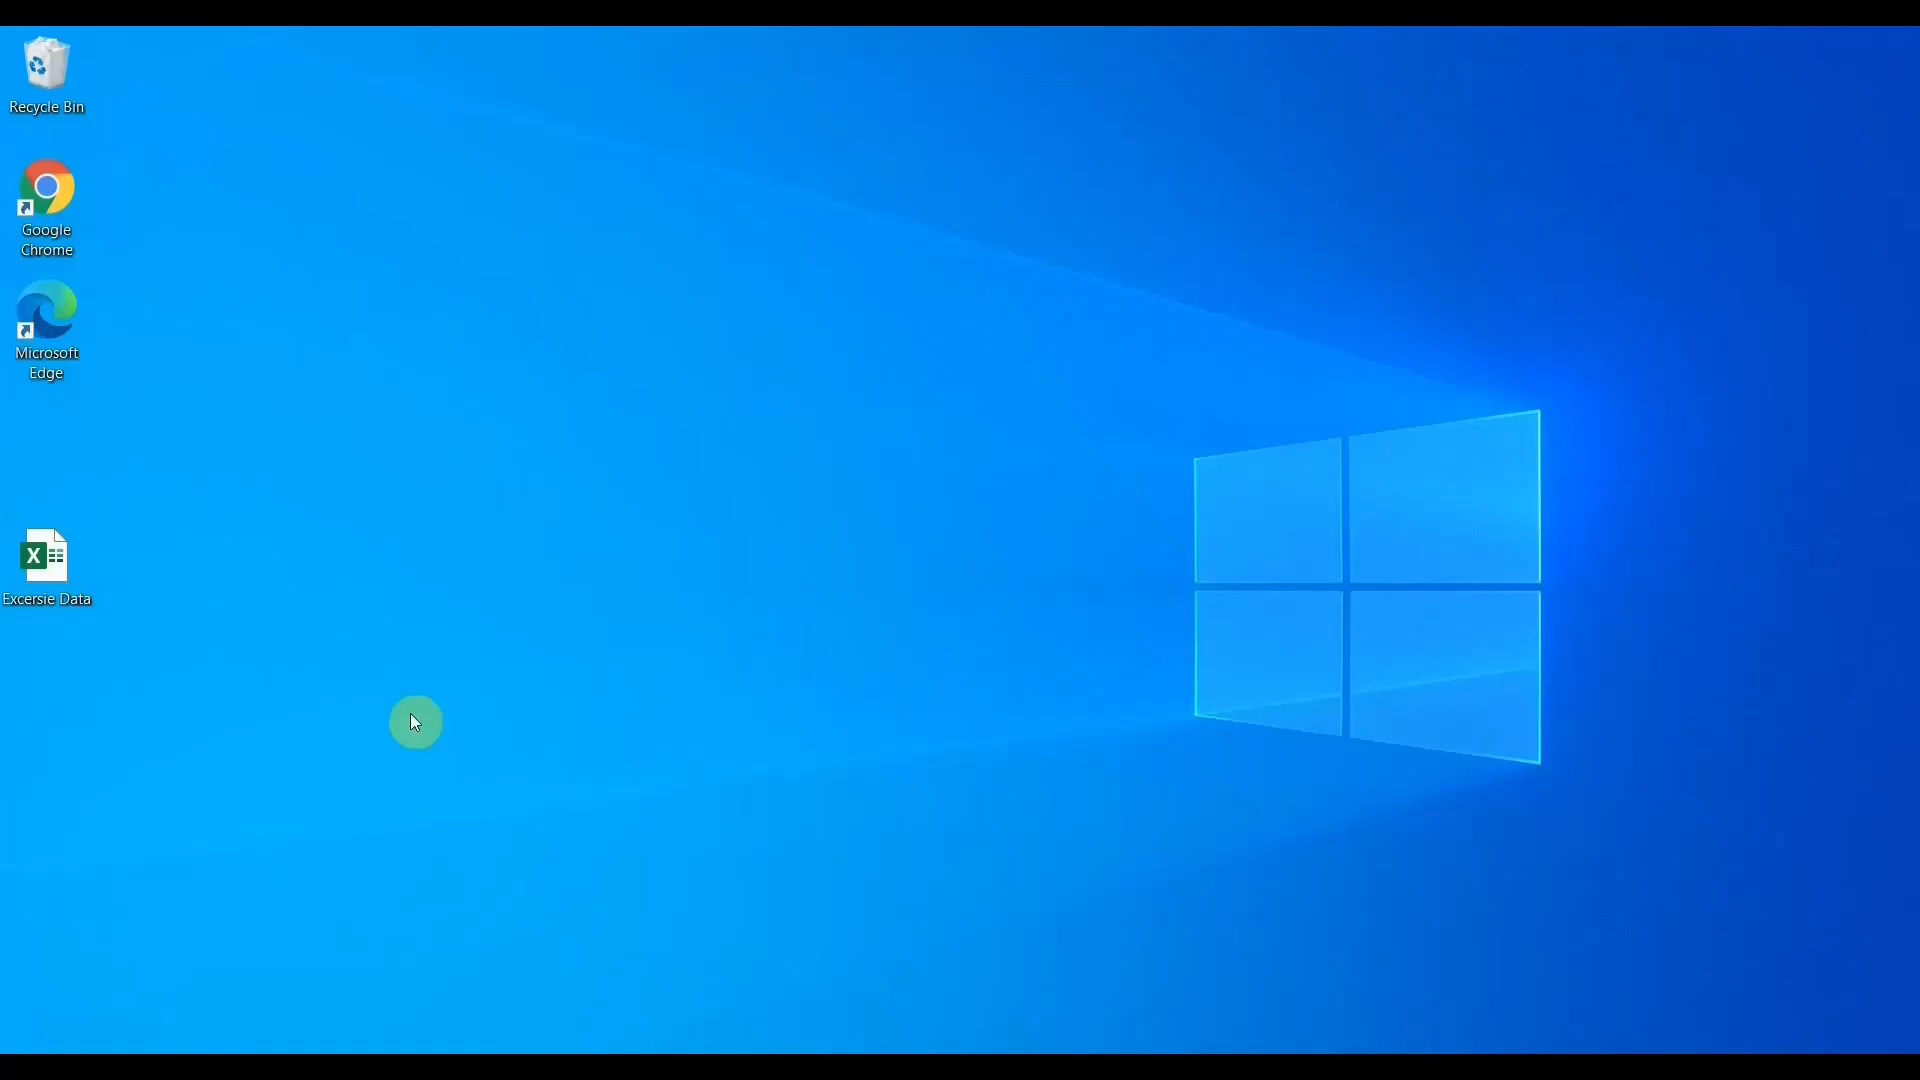 Recycle Bin
Google
Chrome
Microsoft
Edge
X
Excersie Data